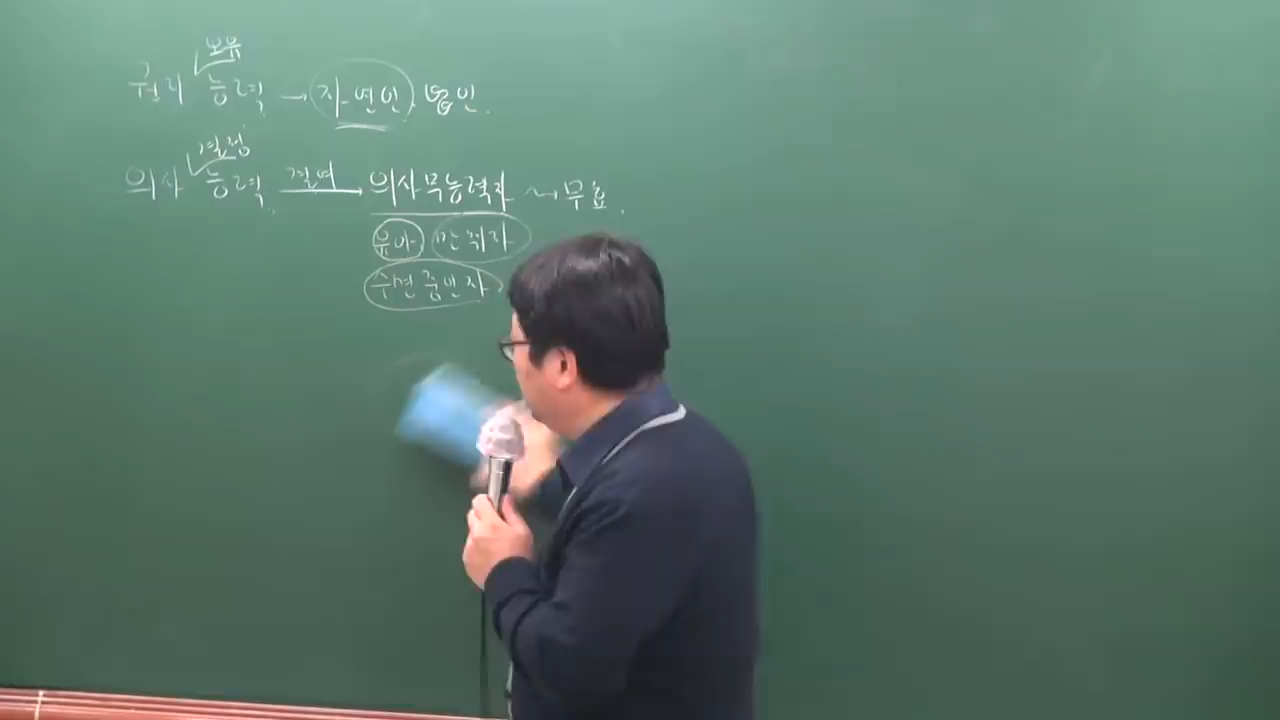 보유
권리 능력 → 자연인, 법인.
결정
의사 능력. 결여 → 의사무능력자 ~ 무효.
유아 만취자
수면 중인 자